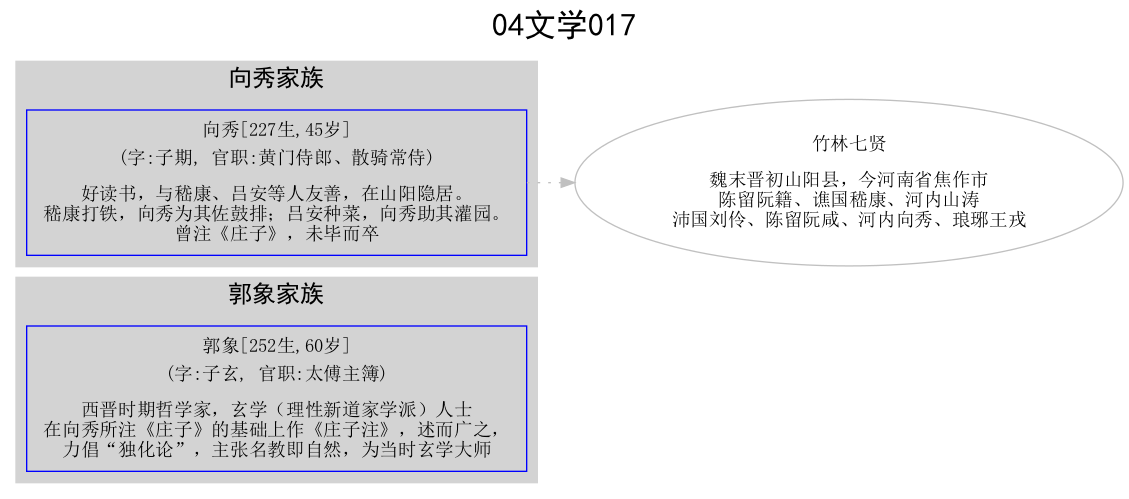 04文学017
向秀家族
向秀[227生,45岁]
(字:子期, 官职:黄门侍郎、散骑常侍)
好读书，与嵇康、吕安等人友善，在山阳隐居。
嵇康打铁，向秀为其佐鼓排；吕安种菜，向秀助其灌园。
曾注《庄子》，未毕而卒
竹林七贤
魏末晋初山阳县，今河南省焦作市
陈留阮籍、谯国嵇康、河内山涛
沛国刘伶、陈留阮咸、河内向秀、琅琊王戎
郭象家族
郭象[252生,60岁]
(字:子玄, 官职:太傅主簿)
西晋时期哲学家，玄学（理性新道家学派）人士
在向秀所注《庄子》的基础上作《庄子注》，述而广之，
力倡“独化论”，主张名教即自然，为当时玄学大师